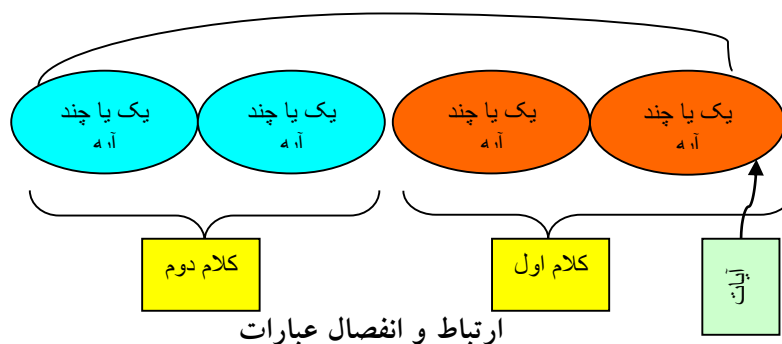 یک یا چند
آیه
یک یا چند
آیه
یک یا چند
آیه
یک یا چند
آیه
کلام اول
کلام دوم
آیات
ارتباط و انفصال عبارات